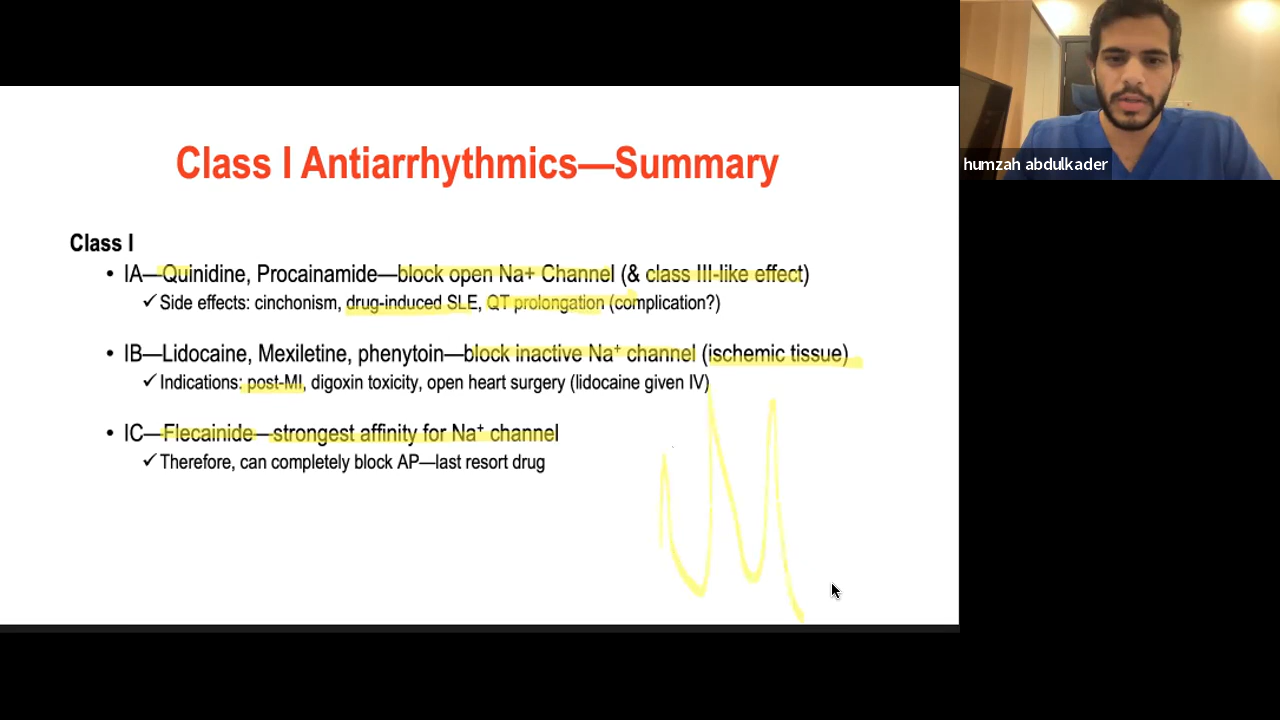 Class I Antiarrhythmics—Summary
humzah abdulkader
Class I
• IA—Quinidine, Procainamide—block open Na+ Channel (& class III-like effect)
✓ Side effects: cinchonism, drug-induced SLE, QT prolongation (complication?)
• IB—Lidocaine, Mexiletine, phenytoin—block inactive Na⁺ channel (ischemic tissue)
✓ Indications: post-MI, digoxin toxicity, open heart surgery (lidocaine given IV)
• IC—Flecainide—strongest affinity for Na⁺ channel
✓ Therefore, can completely block AP—last resort drug